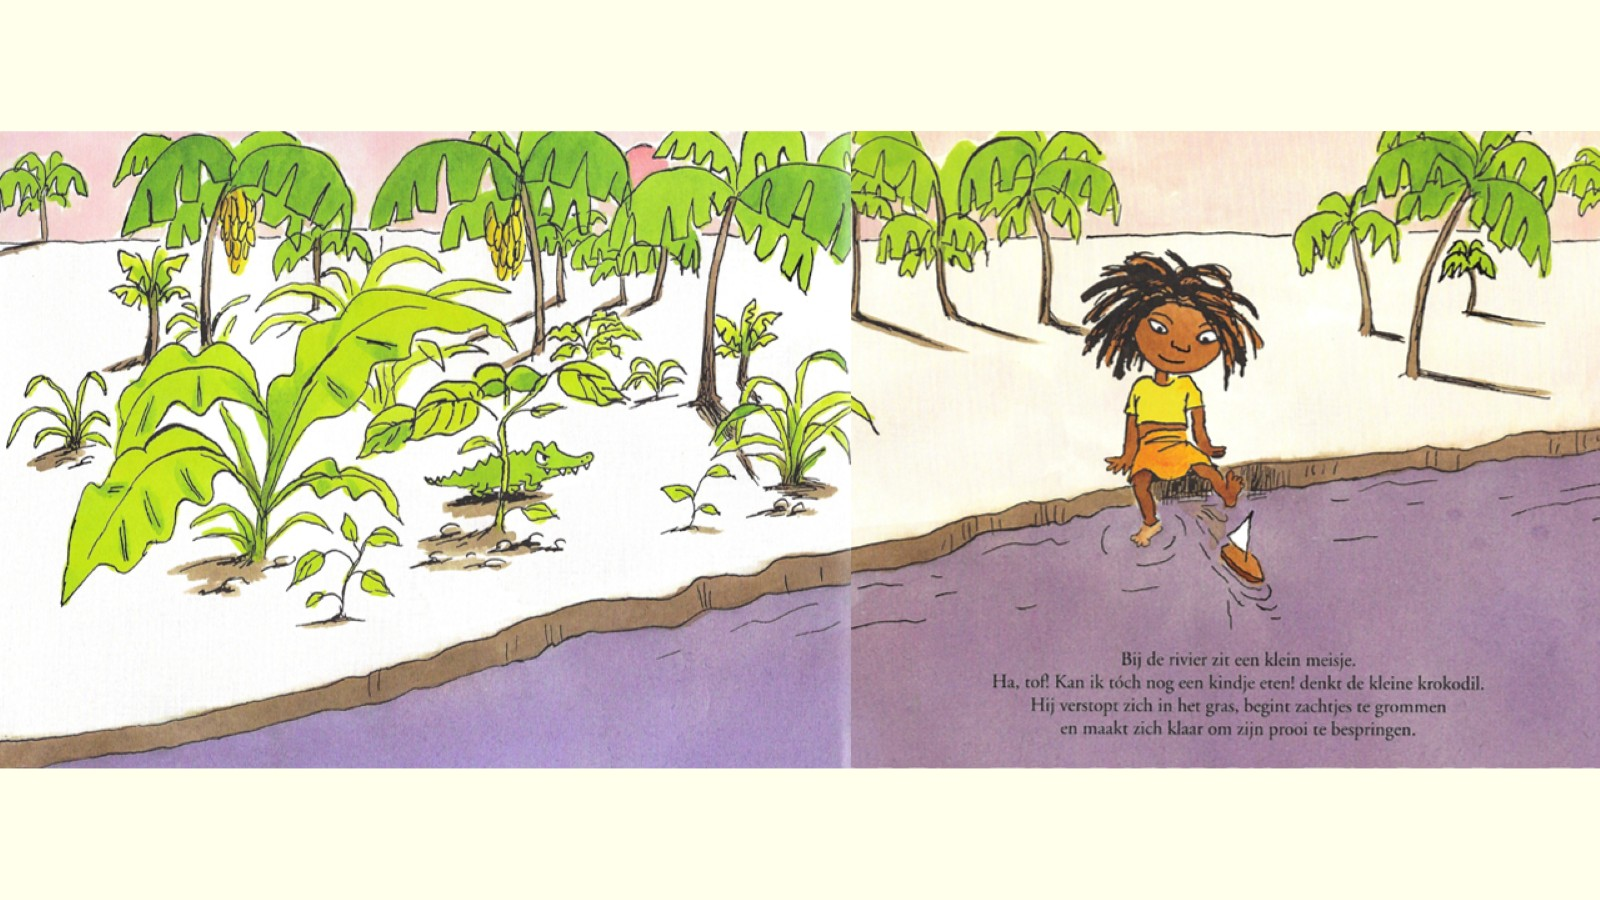 Bij de rivier zit een klein meisje.
Ha, tof! Kan ik tóch nog een kindje eten! denkt de kleine krokodil.
Hij verstopt zich in het gras, begint zachtjes te grommen
en maakt zich klaar om zijn prooi te bespringen.